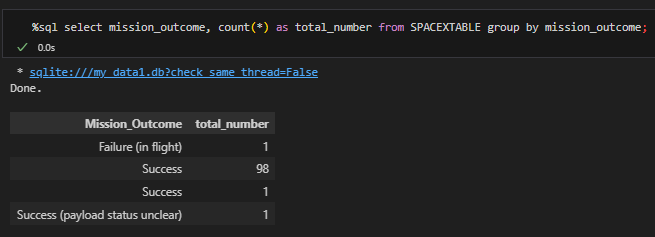 %sql select mission_outcome, count(*) as total_number from SPACEXTABLE group by mission_outcome;
0.0s
* sqlite:///my_data1.db?check_same_thread=False
Done.
Mission_Outcome total_number
Failure (in flight) 1
Success 98
Success 1
Success (payload status unclear) 1